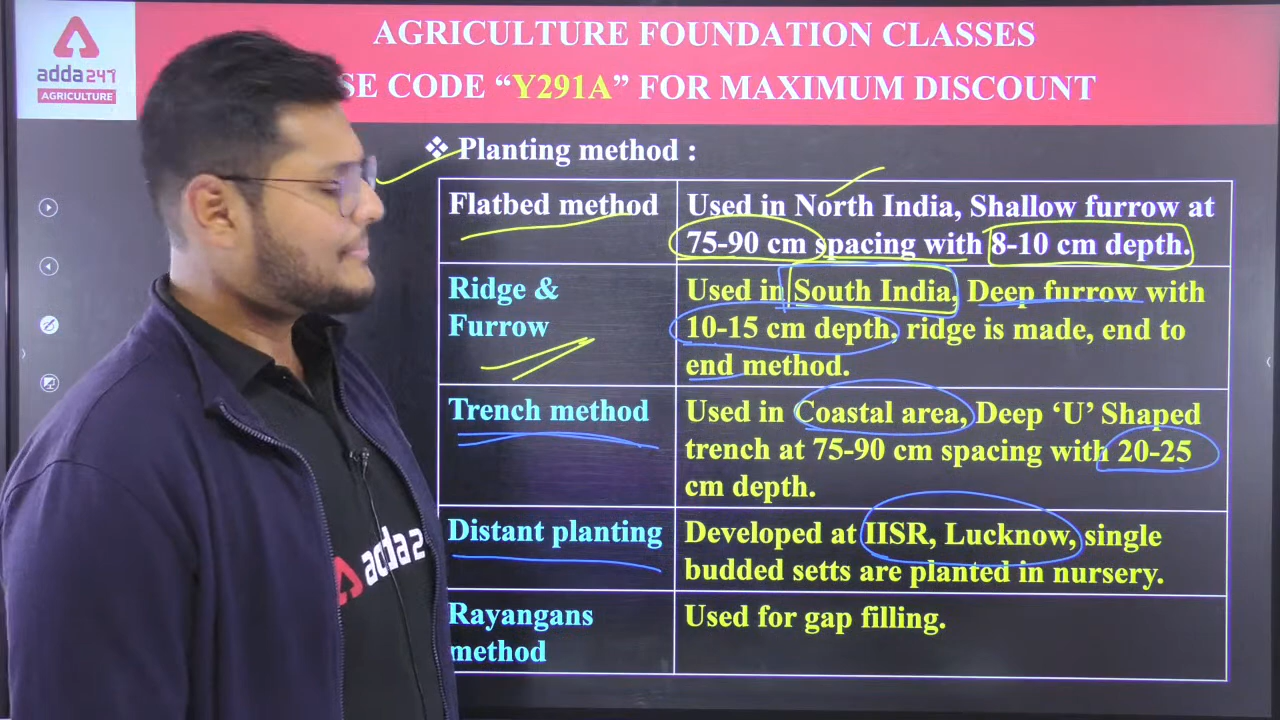 AGRICULTURE FOUNDATION CLASSES
adda247
AGRICULTURE
SE CODE “Y291A” FOR MAXIMUM DISCOUNT
❖ Planting method :
Flatbed method
Used in North India, Shallow furrow at
75-90 cm spacing with 8-10 cm depth.
Ridge &
Furrow
Used in South India, Deep furrow with
10-15 cm depth, ridge is made, end to
end method.
Trench method
Used in Coastal area, Deep ‘U’ Shaped
trench at 75-90 cm spacing with 20-25
cm depth.
Distant planting
Developed at IISR, Lucknow, single
budded setts are planted in nursery.
Rayangans
method
Used for gap filling.
adda2